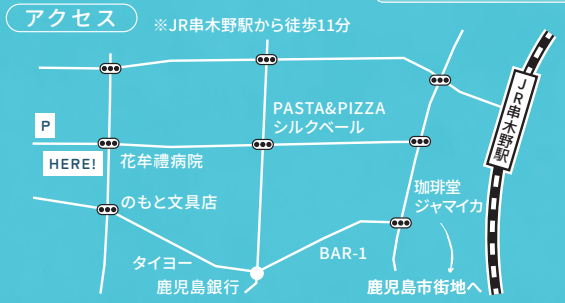 アクセス
※JR串木野駅から徒歩11分
JR串木野駅
PASTA&PIZZA
シルクベール
P
HERE!
花牟禮病院
のもと文具店
珈琲堂
ジャマイカ
BAR-1
タイヨー
鹿児島銀行
鹿児島市街地へ